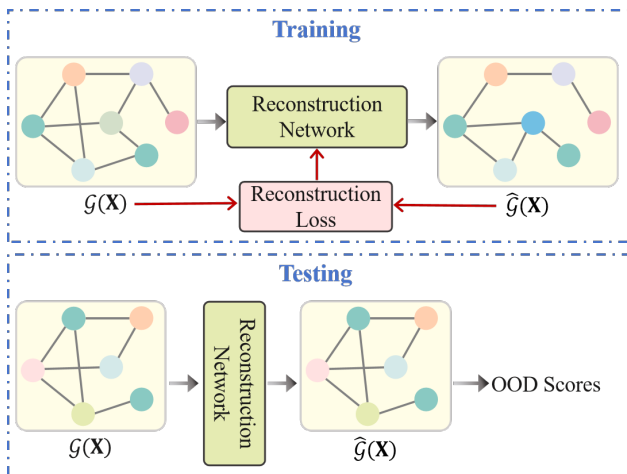 Training
Reconstruction
Network
𝒢(𝐗)
Reconstruction
Loss
𝒢̂(𝐗)
Testing
Reconstruction
Network
𝒢(𝐗)
𝒢̂(𝐗)
OOD Scores